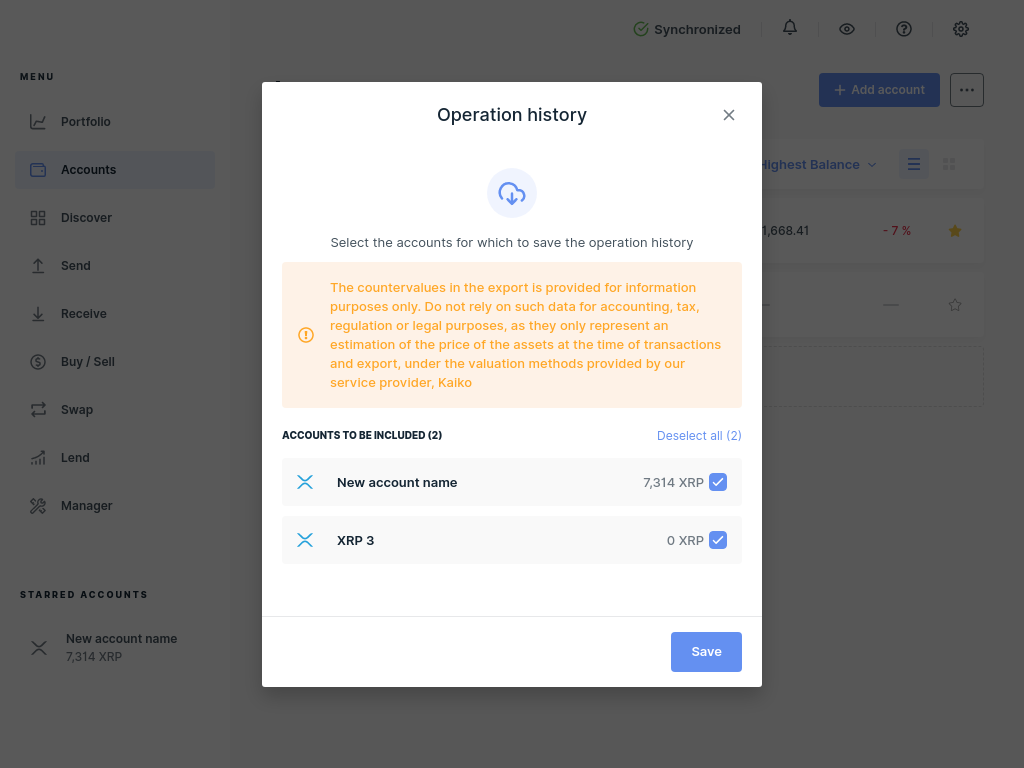 Synchronized
MENU
Portfolio
Accounts
Discover
Send
Receive
Buy / Sell
Swap
Lend
Manager
STARRED ACCOUNTS
New account name
7,314 XRP
Add account
Highest Balance
1,668.41
- 7 %
Operation history
Select the accounts for which to save the operation history
The countervalues in the export is provided for information
purposes only. Do not rely on such data for accounting, tax,
regulation or legal purposes, as they only represent an
estimation of the price of the assets at the time of transactions
and export, under the valuation methods provided by our
service provider, Kaiko
ACCOUNTS TO BE INCLUDED (2)
Deselect all (2)
New account name
7,314 XRP
XRP 3
0 XRP
Save